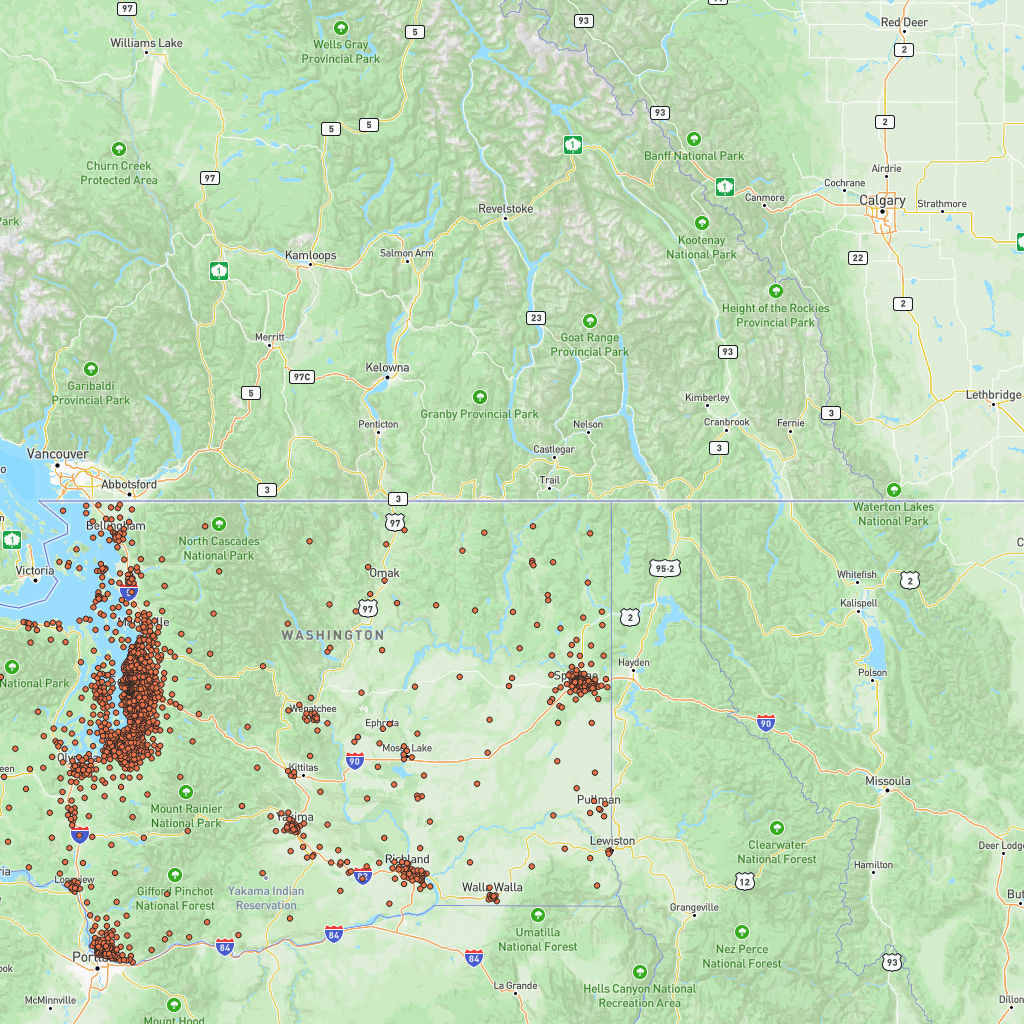 97
93
Williams Lake
Wells Gray
Provincial Park
5
Red Deer
2
93
5
5
2
Churn Creek
Protected Area
1
Banff National Park
97
Airdrie
Cochrane
1
Canmore
Calgary
Strathmore
Revelstoke
Kootenay
National Park
Kamloops
Salmon Arm
1
22
Height of the Rockies
Provincial Park
2
23
Goat Range
Provincial Park
Merritt
93
Garibaldi
Provincial Park
97C
Kelowna
5
Granby Provincial Park
Kimberley
Lethbridge
3
Penticton
Nelson
Cranbrook
Fernie
3
Vancouver
Castlegar
Abbotsford
Trail
3
3
Waterton Lakes
National Park
Bellingham
97
North Cascades
National Park
1
Victoria
Omak
95-2
Whitefish
2
97
2
Kalispell
WASHINGTON
National Park
Hayden
Polson
Wenatchee
Ephrata
90
Moses Lake
90
Kittitas
Missoula
Mount Rainier
National Park
Pullman
Yakima
5
Clearwater
National Forest
Lewiston
Deer Lodge
Richland
Hamilton
Longview
Gifford Pinchot
National Forest
Yakama Indian
Reservation
Walla Walla
12
Grangeville
Umatilla
National Forest
84
84
Nez Perce
National Forest
84
93
Hells Canyon National
Recreation Area
La Grande
McMinnville
Mount Hood
Dillon